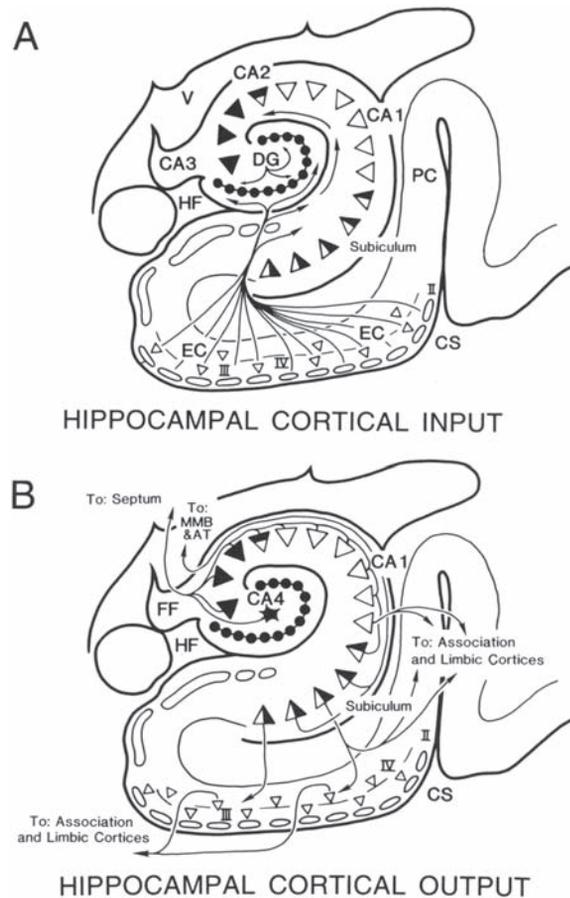 A
CA2
V
CA1
CA3
DG
PC
HF
Subiculum
II
EC
EC
III
IV
CS
HIPPOCAMPAL CORTICAL INPUT
B
To: Septum
To:
MMB
&AT
CA1
FF
CA4
HF
To: Association
and Limbic Cortices
Subiculum
II
IV
III
CS
To: Association
and Limbic Cortices
HIPPOCAMPAL CORTICAL OUTPUT